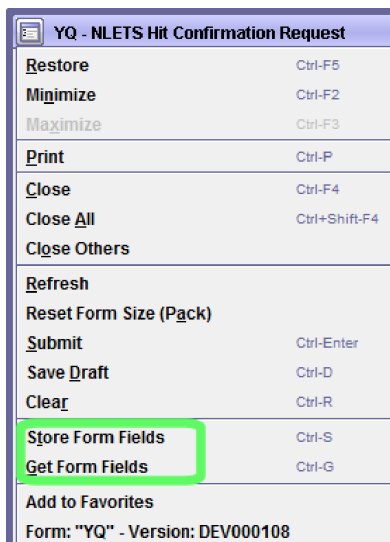 YQ - NLETS Hit Confirmation Request
Restore Ctrl-F5
Minimize Ctrl-F2
Maximize Ctrl-F3
Print Ctrl-P
Close Ctrl-F4
Close All Ctrl+Shift-F4
Close Others
Refresh
Reset Form Size (Pack)
Submit Ctrl-Enter
Save Draft Ctrl-D
Clear Ctrl-R
Store Form Fields Ctrl-S
Get Form Fields Ctrl-G
Add to Favorites
Form: "YQ" - Version: DEV000108